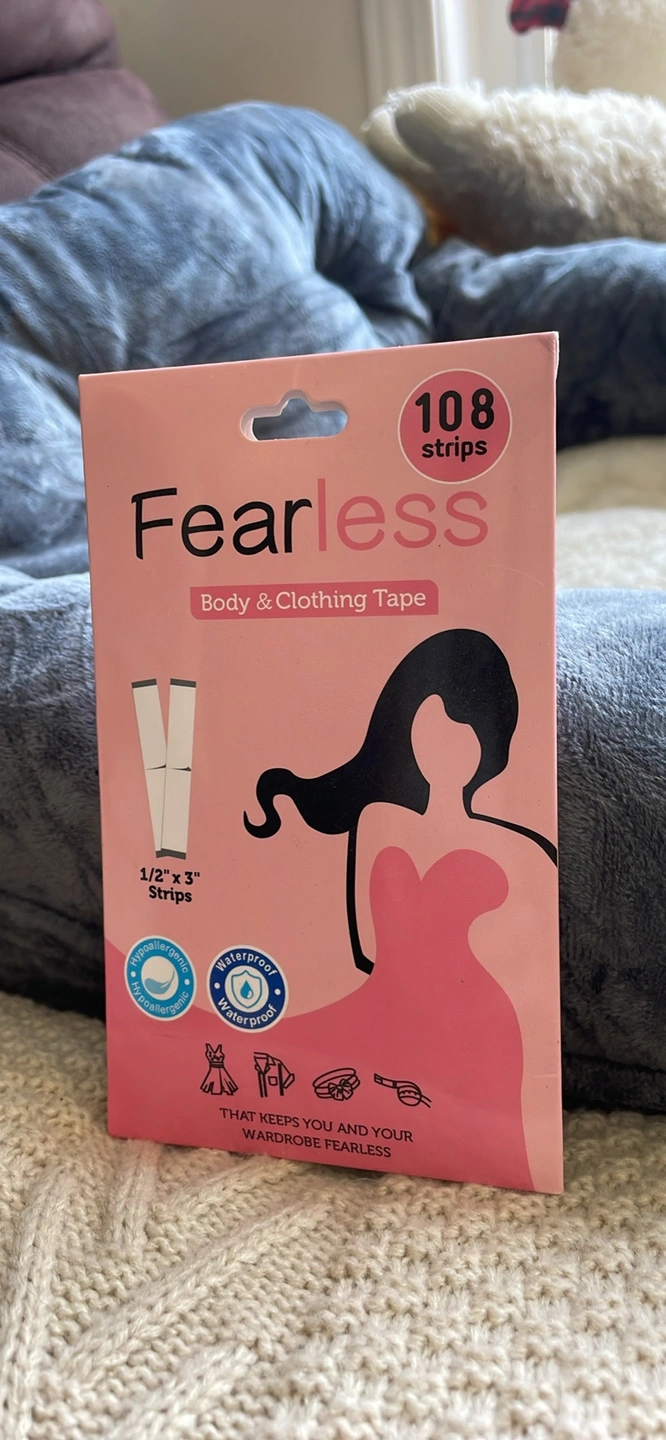 108
strips
Fearless
Body & Clothing Tape
1/2" x 3"
Strips
Hypoallergenic
Hypoallergenic
Waterproof
Waterproof
THAT KEEPS YOU AND YOUR
WARDROBE FEARLESS